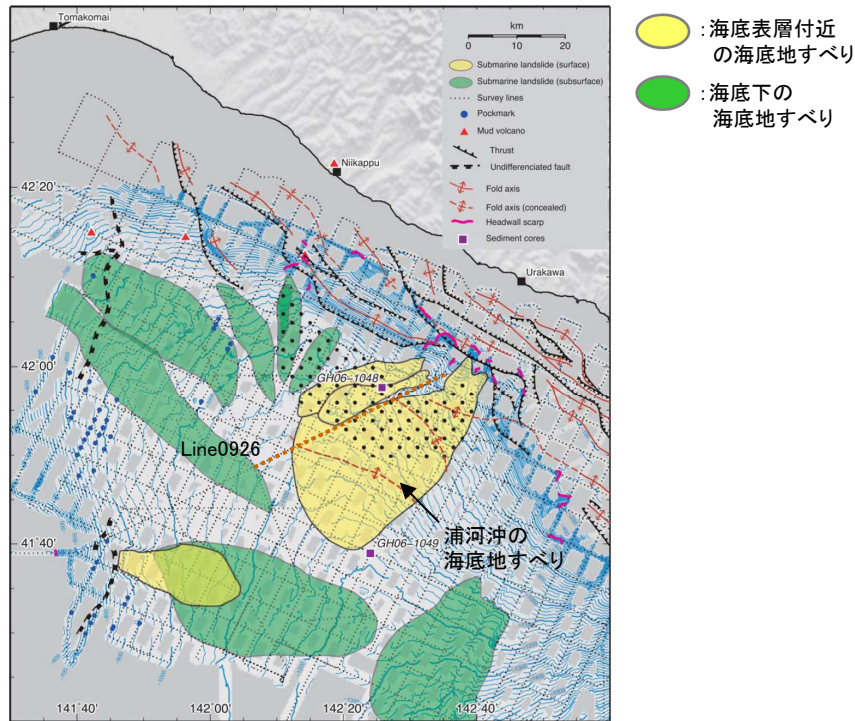 Tomakomai
km
0 10 20
Submarine landslide (surface)
Submarine landslide (subsurface)
Survey lines
Pockmark
Mud volcano
Thrust
Undifferenciated fault
Fold axis
Fold axis (concealed)
Headwall scarp
Sediment cores
:海底表層付近
の海底地すべり
:海底下の
海底地すべり
Niikappu
42˚20'
Urakawa
42˚00'
GH06-1048
Line0926
浦河沖の
海底地すべり
41˚40'
GH06-1049
141˚40' 142˚00' 142˚20' 142˚40'